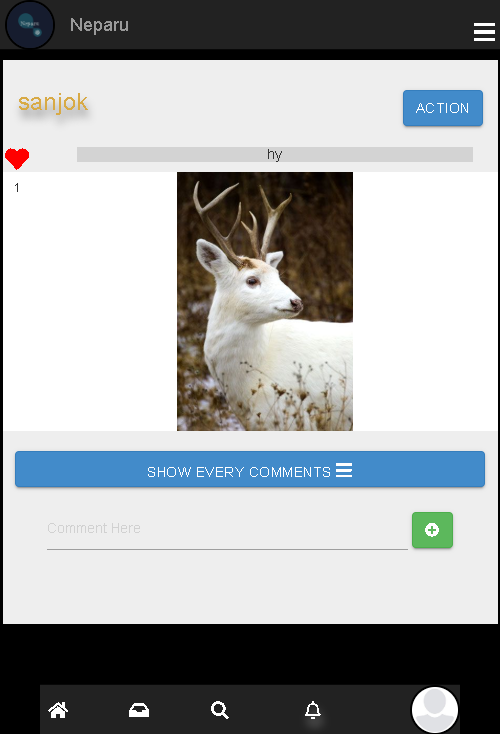 Neparu
sanjok
ACTION
hy
1
SHOW EVERY COMMENTS
Comment Here